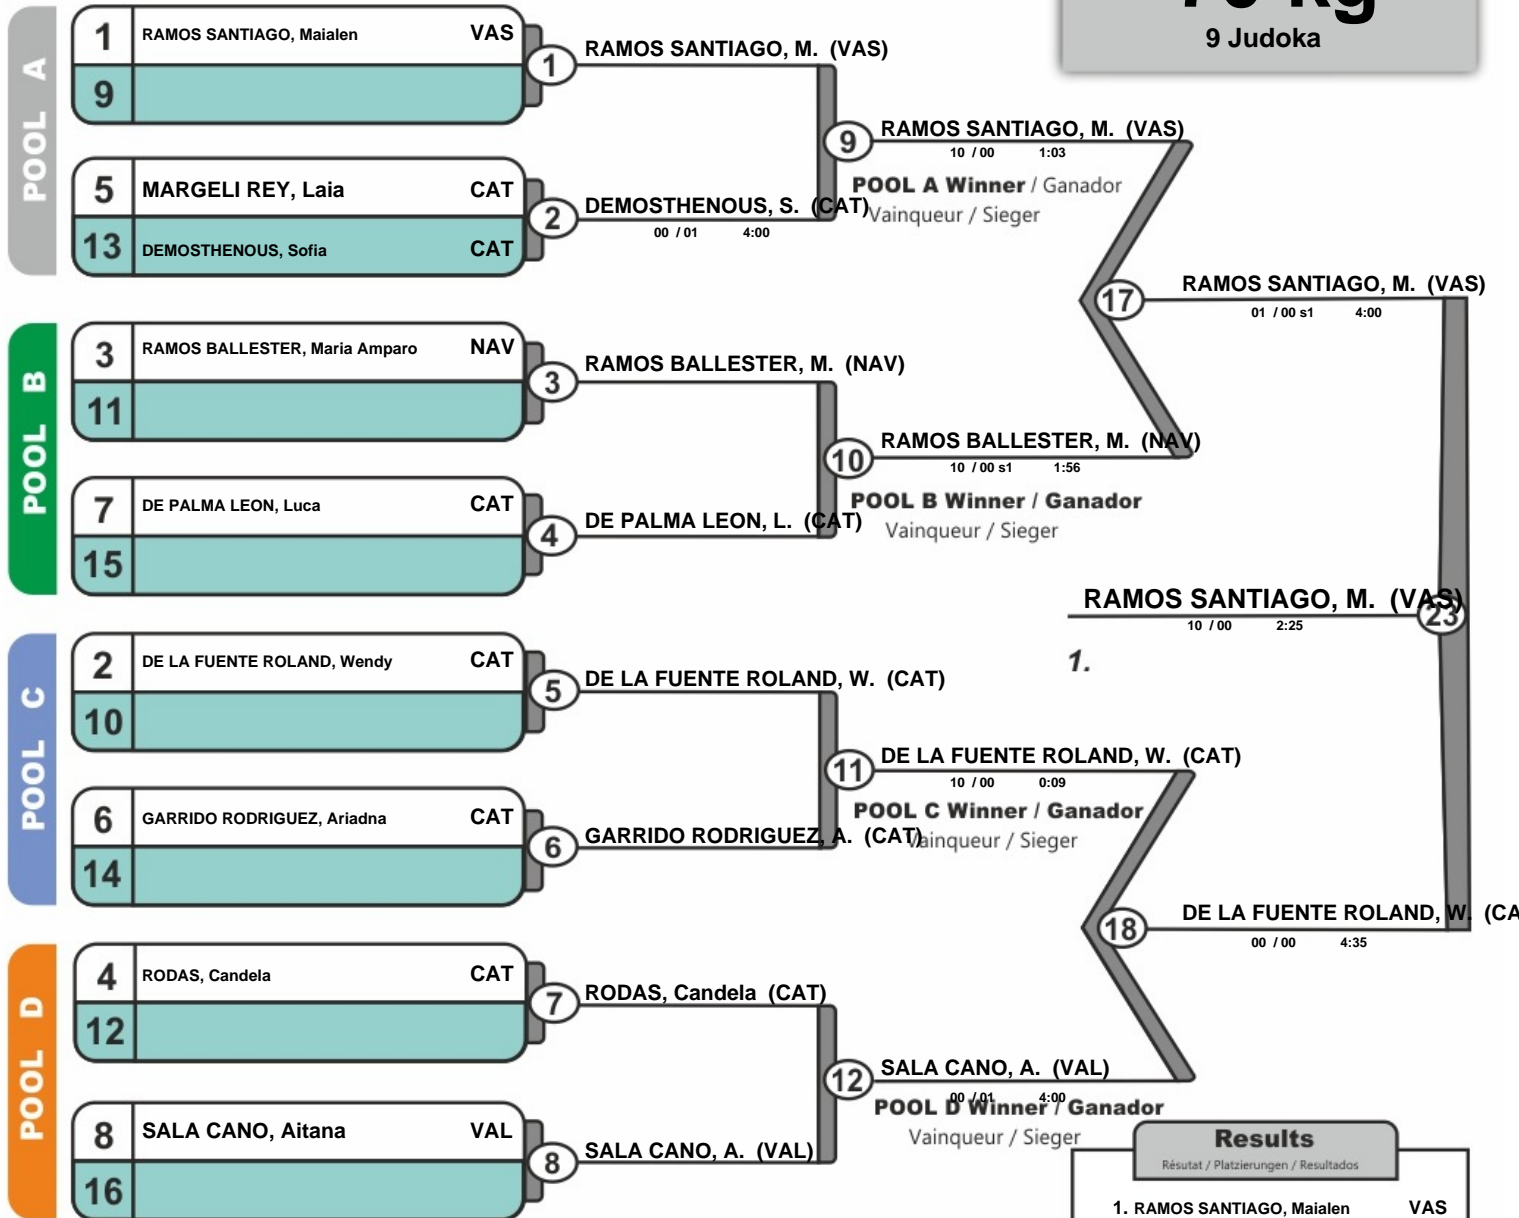 70 kg
9 Judoka
POOL A
1 RAMOS SANTIAGO, Maialen VAS
9
1
RAMOS SANTIAGO, M. (VAS)
5 MARGELI REY, Laia CAT
13 DEMOSTHENOUS, Sofia CAT
2
DEMOSTHENOUS, S. (CAT)
00 / 01 4:00
9
RAMOS SANTIAGO, M. (VAS)
10 / 00 1:03
POOL A Winner / Ganador
Vainqueur / Sieger
POOL B
3 RAMOS BALLESTER, Maria Amparo NAV
11
3
RAMOS BALLESTER, M. (NAV)
7 DE PALMA LEON, Luca CAT
15
4
DE PALMA LEON, L. (CAT)
10
RAMOS BALLESTER, M. (NAV)
10 / 00 s1 1:56
POOL B Winner / Ganador
Vainqueur / Sieger
17
RAMOS SANTIAGO, M. (VAS)
01 / 00 s1 4:00
RAMOS SANTIAGO, M. (VAS)
23
10 / 00 2:25
1.
POOL C
2 DE LA FUENTE ROLAND, Wendy CAT
10
5
DE LA FUENTE ROLAND, W. (CAT)
6 GARRIDO RODRIGUEZ, Ariadna CAT
14
6
GARRIDO RODRIGUEZ, A. (CAT)
11
DE LA FUENTE ROLAND, W. (CAT)
10 / 00 0:09
POOL C Winner / Ganador
Vainqueur / Sieger
18
DE LA FUENTE ROLAND, W. (CA
00 / 00 4:35
POOL D
4 RODAS, Candela CAT
12
7
RODAS, Candela (CAT)
8 SALA CANO, Aitana VAL
16
8
SALA CANO, A. (VAL)
12
SALA CANO, A. (VAL)
00 / 01 4:00
POOL D Winner / Ganador
Vainqueur / Sieger
Results
Résutat / Platzierungen / Resultados
1. RAMOS SANTIAGO, Maialen VAS